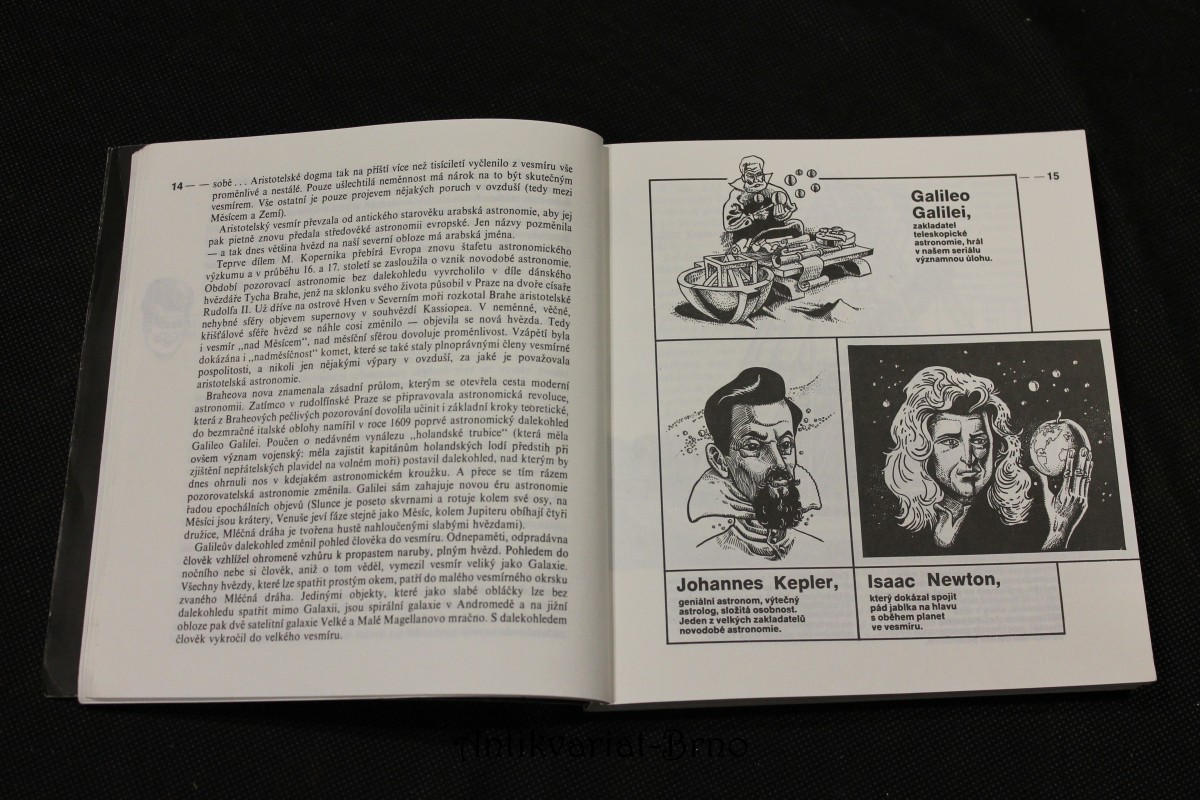 14 — — sobě . . . Aristotelské dogma tak na příští více než tisíciletí vyčlenilo z vesmíru vše
proměnlivé a nestálé. Pouze ušlechtilá neměnnost má nárok na to být skutečným
vesmírem. Vše ostatní je pouze projevem nějakých poruch v ovzduší (tedy mezi
Měsícem a Zemí).
Aristotelský vesmír převzala od antického starověku arabská astronomie, aby jej
pak pietně znovu předala středověké astronomii evropské. Jen názvy pozměnila
— a tak dnes většina hvězd na naší severní obloze má arabská jména.
Teprve dílem M. Koperníka přebírá Evropa znovu štafetu astronomického
výzkumu a v průběhu 16. a 17. století se zasloužila o vznik novodobé astronomie.
Období pozorovací astronomie bez dalekohledu vyvrcholilo v díle dánského
hvězdáře Tycha Brahe, jenž na sklonku svého života působil v Praze na dvoře císaře
Rudolfa II. Už dříve na ostrově Hven v Severním moři rozkotal Brahe aristotelské
nehybné sféry objevem supernovy v souhvězdí Kassiopea. V neměnné, věčné,
křišťálové sféře hvězd se náhle cosi změnilo — objevila se nová hvězda. Tedy
i vesmír „nad Měsícem", nad měsíční sférou dovoluje proměnlivost. Vzápětí byla
dokázána i „nadměsíčnost" komet, které se také staly plnoprávnými členy vesmírné
pospolitosti, a nikoli jen nějakými výpary v ovzduší, za jaké je považovala
aristotelská astronomie.
Braheova nova znamenala zásadní průlom, kterým se otevřela cesta moderní
astronomii. Zatímco v rudolfínské Praze se připravovala astronomická revoluce,
která z Braheových pečlivých pozorování dovolila učinit i základní kroky teoretické,
do bezmračné italské oblohy namířil v roce 1609 poprvé astronomický dalekohled
Galileo Galilei. Poučen o nedávném vynálezu „holandské trubice" (která měla
ovšem význam vojenský: měla zajistit kapitánům holandských lodí předstih při
zjištění nepřátelských plavidel na volném moři) postavil dalekohled, nad kterým by
dnes ohrnuli nos v kdejakém astronomickém kroužku. A přece se tím rázem
pozorovatelská astronomie změnila. Galilei sám zahajuje novou éru astronomie
řadou epochálních objevů (Slunce je poseto skvrnami a rotuje kolem své osy, na
Měsíci jsou krátery, Venuše jeví fáze stejně jako Měsíc, kolem Jupiteru obíhají čtyři
družice, Mléčná dráha je tvořena hustě nahloučenými slabými hvězdami).
Galileův dalekohled změnil pohled člověka do vesmíru. Odnepaměti, odpradávna
člověk vzhlížel ohromeně vzhůru k propastem naruby, plným hvězd. Pohledem do
nočního nebe si člověk, aniž o tom věděl, vymezil vesmír veliký jako Galaxie.
Všechny hvězdy, které lze spatřit prostým okem, patří do malého vesmírného okrsku
zvaného Mléčná dráha. Jedinými objekty, které jako slabé obláčky lze bez
dalekohledu spatřit mimo Galaxii, jsou spirální galaxie v Andromedě a na jižní
obloze pak dvě satelitní galaxie Velké a Malé Magellanovo mračno. S dalekohledem
člověk vykročil do velkého vesmíru.
— — 15
Galileo
Galilei,
zakladatel
teleskopické
astronomie, hrál
v našem seriálu
významnou úlohu.
Johannes Kepler,
geniální astronom, výtečný
astrolog, složitá osobnost.
Jeden z velkých zakladatelů
novodobé astronomie.
Isaac Newton,
který dokázal spojit
pád jablka na hlavu
s oběhem planet
ve vesmíru.
Antikvariat-Brno